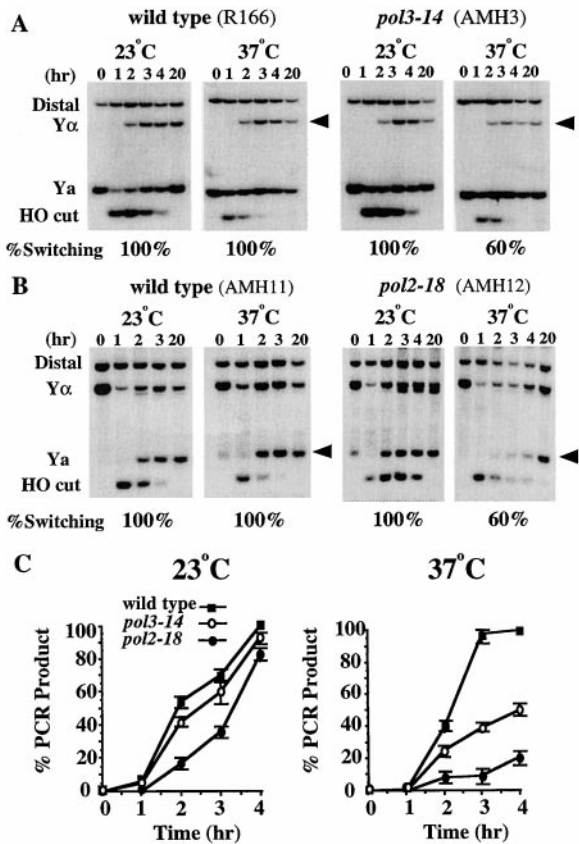 A
wild type (R166) pol3-14 (AMH3)
23°C 37°C 23°C 37°C
(hr) 0 1 2 3 4 20 0 1 2 3 4 20 0 1 2 3 4 20 0 1 2 3 4 20
Distal
Yα
Ya
HO cut
%Switching 100% 100% 100% 60%
B
wild type (AMH11) pol2-18 (AMH12)
23°C 37°C 23°C 37°C
(hr) 0 1 2 3 20 0 1 2 3 20 0 1 2 3 4 20 0 1 2 3 4 20
Distal
Yα
Ya
HO cut
%Switching 100% 100% 100% 60%
C
23°C 37°C
wild type
pol3-14
pol2-18
% PCR Product
100
80
60
40
20
0
0 1 2 3 4
Time (hr)
% PCR Product
100
80
60
40
20
0
0 1 2 3 4
Time (hr)